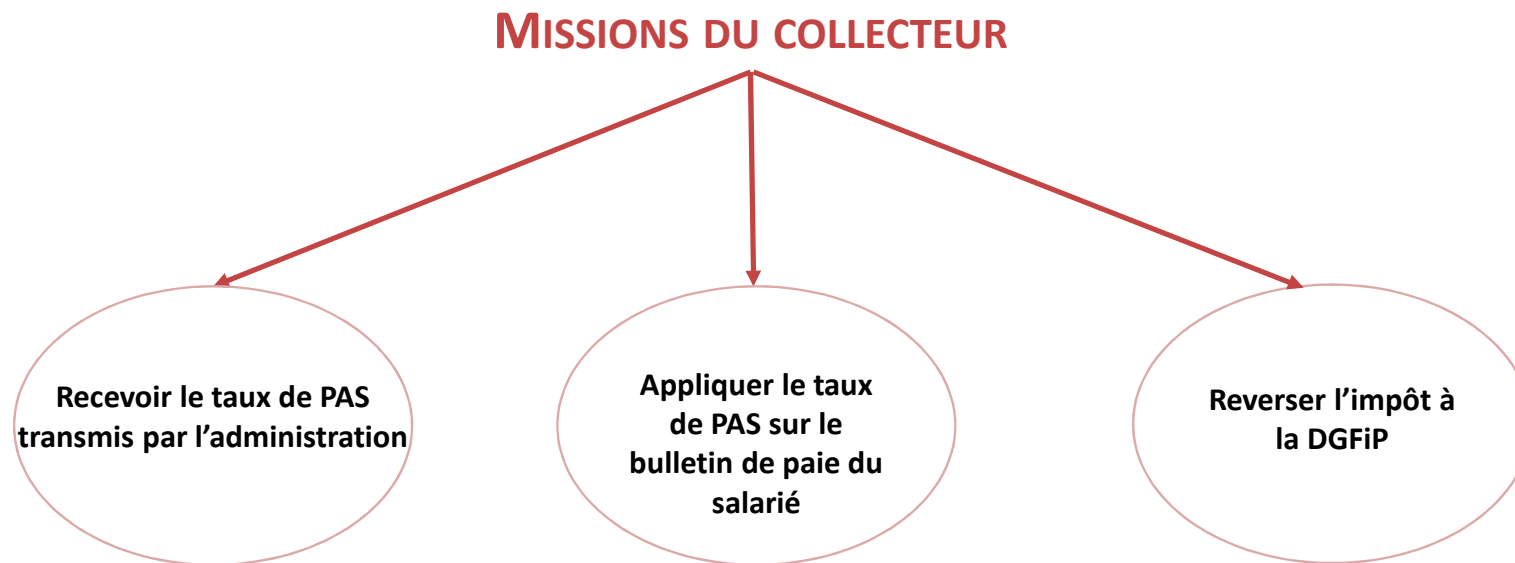 MISSIONS DU COLLECTEUR
Recevoir le taux de PAS
transmis par l’administration
Appliquer le taux
de PAS sur le
bulletin de paie du
salarié
Reverser l’impôt à
la DGFiP